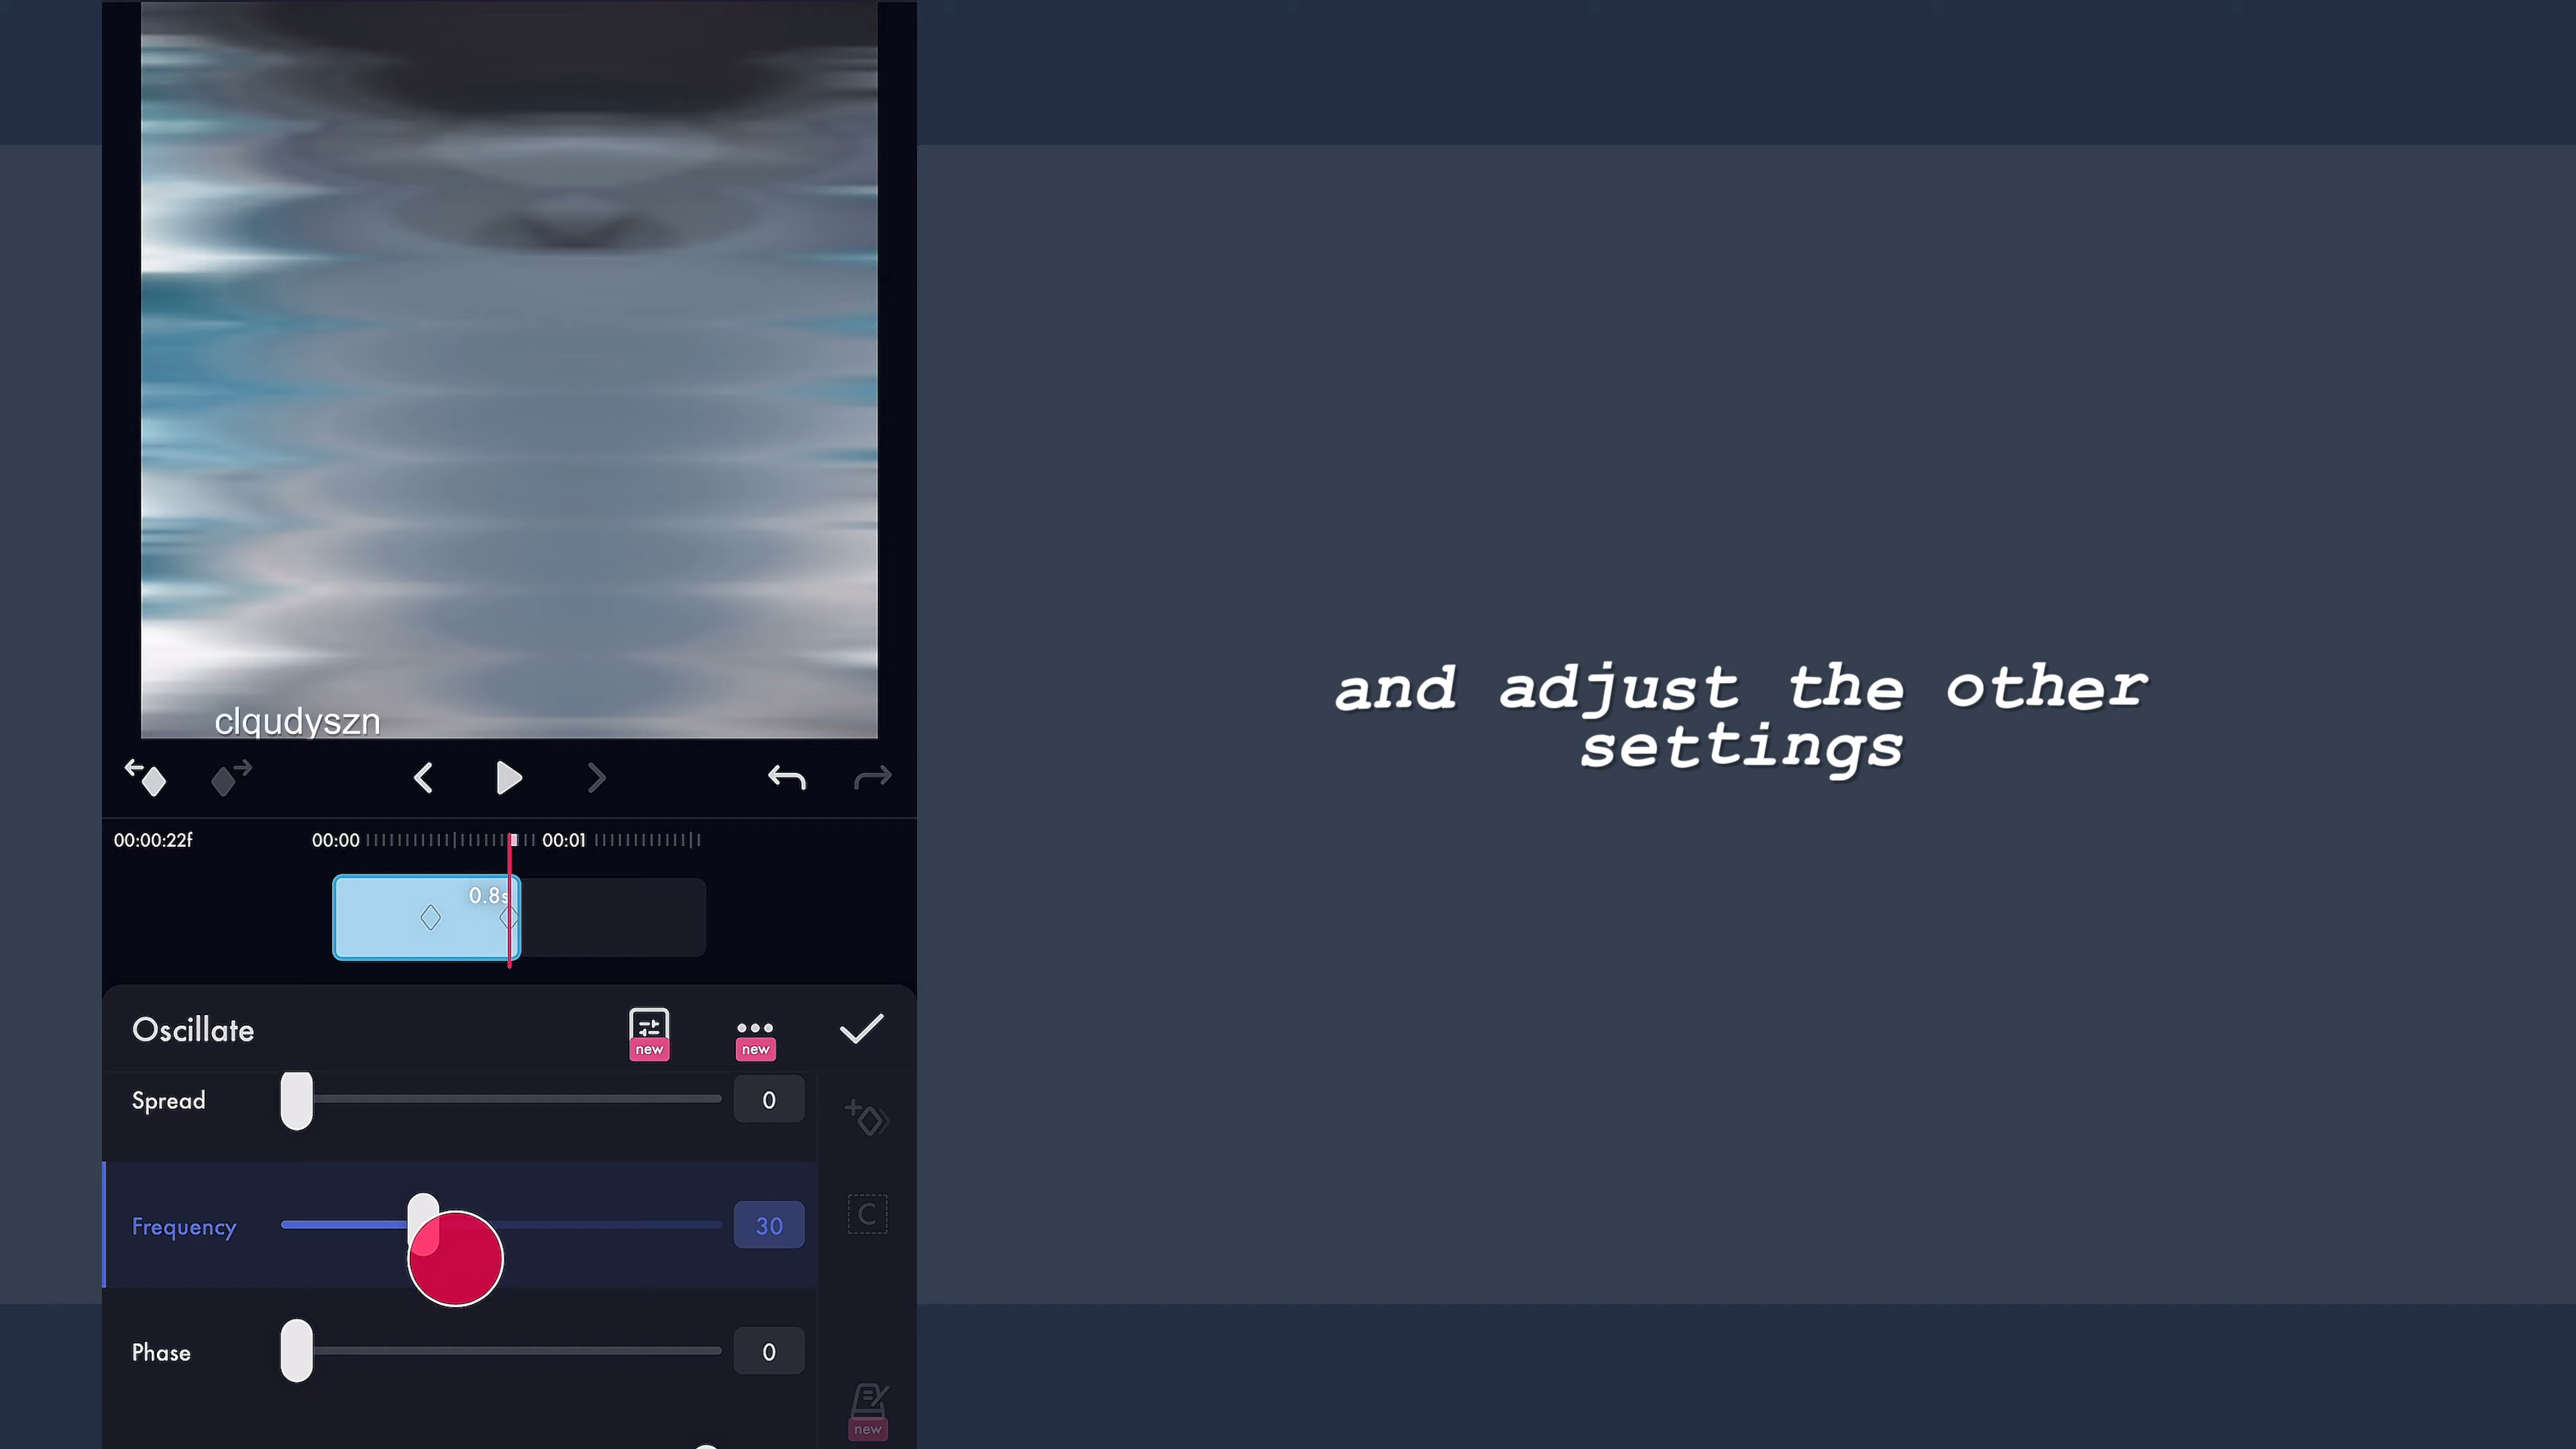 clqudyszn
and adjust the other
settings
00:00:22f
00:00
00:01
0.8s
Oscillate
new
new
Spread
0
C
Frequency
30
Phase
0
new